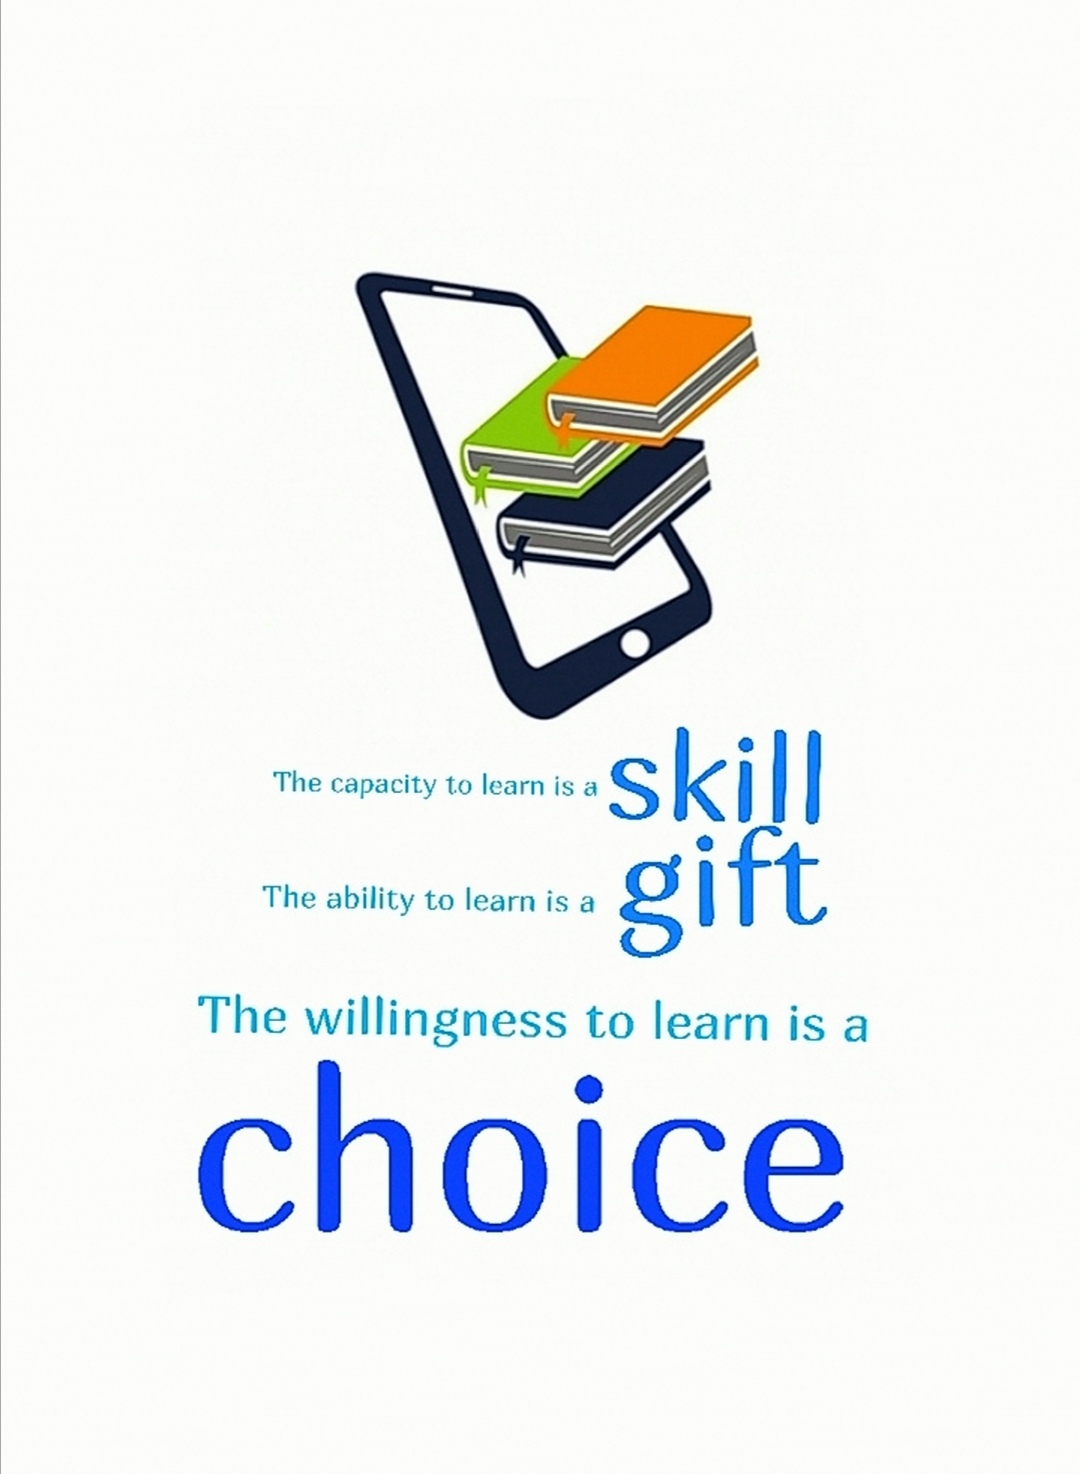 The capacity to learn is a skill
The ability to learn is a gift
The willingness to learn is a
choice